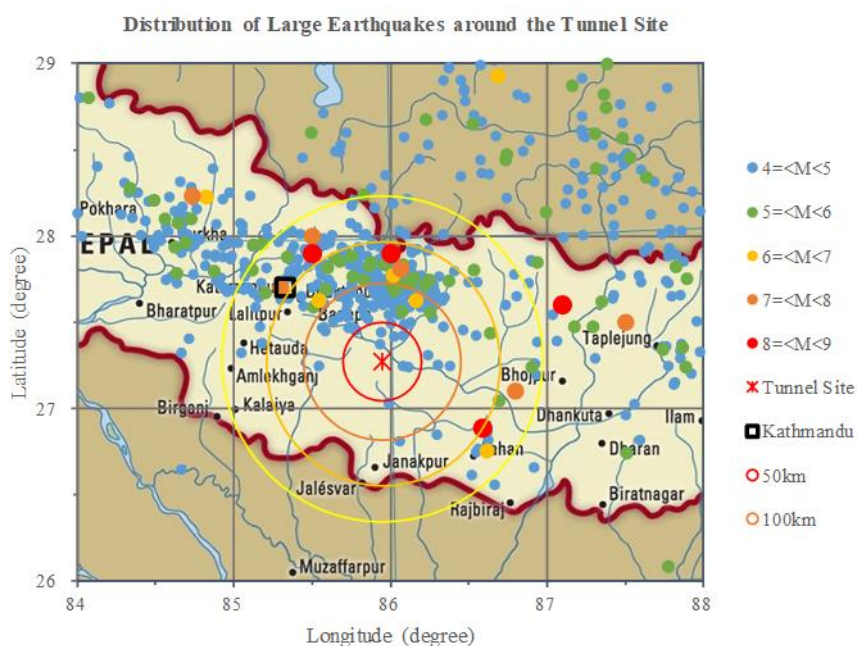 Distribution of Large Earthquakes around the Tunnel Site
29
28
27
26
84
85
86
87
88
Latitude (degree)
Longitude (degree)
Pokhara
EPAL
Bharatpur
Lalitpur
Hetauda
Amlekhganj
Birganj
Kalaiya
Janakpur
Jalésvar
Muzaffarpur
Rajbiraj
Bhojpur
Dhankuta
Dharan
Biratnagar
Taplejung
Ilam
4=<M<5
5=<M<6
6=<M<7
7=<M<8
8=<M<9
Tunnel Site
Kathmandu
50km
100km